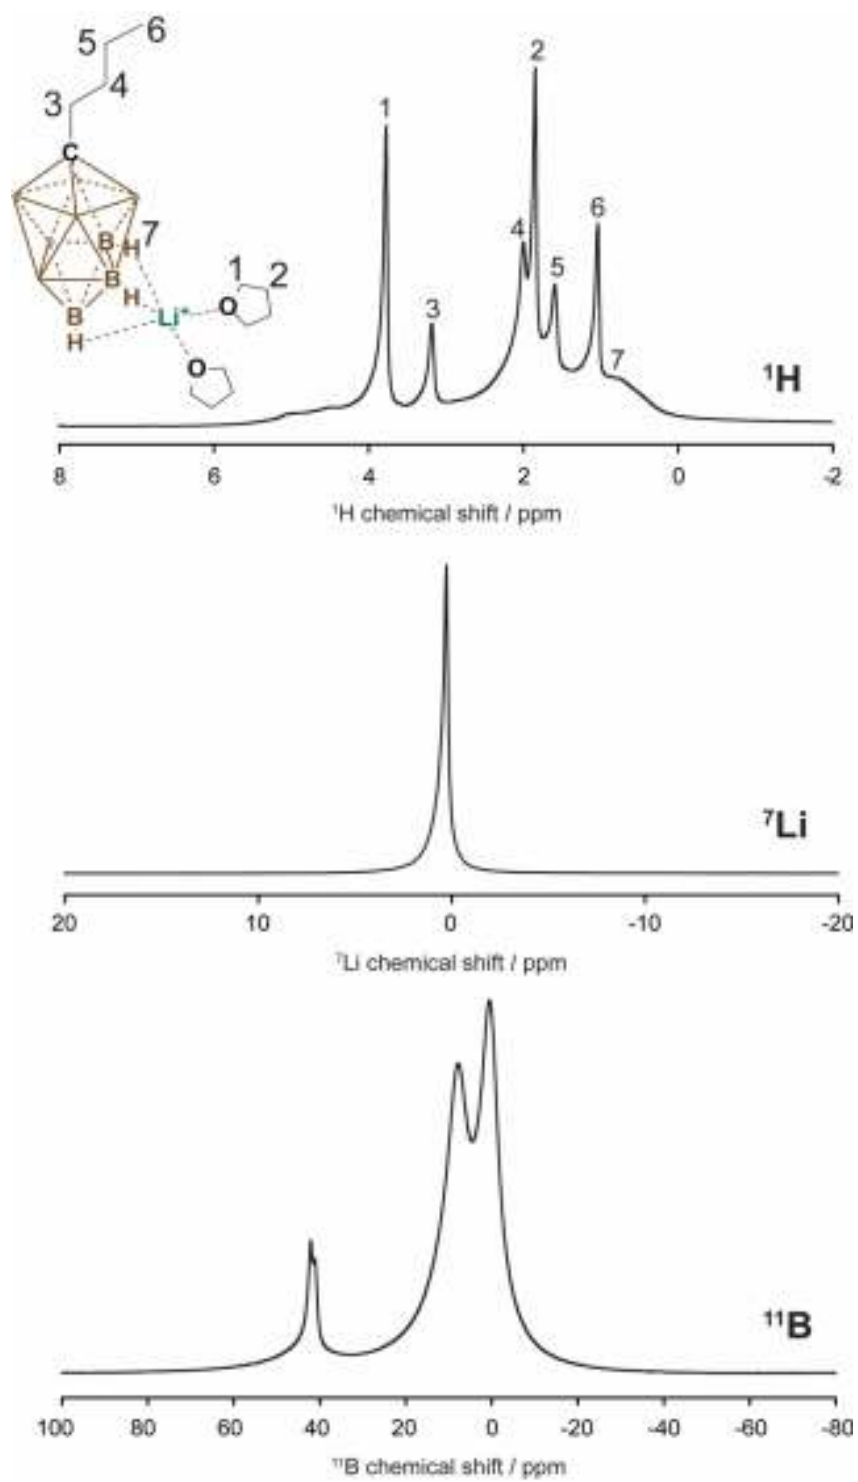 6
5
4
3
C
B H 7
B
H
B
H
Li⁺
1 2
O
O
1
2
3
4
5
6
7
¹H
8 6 4 2 0 -2
¹H chemical shift / ppm
⁷Li
20 10 0 -10 -20
⁷Li chemical shift / ppm
¹¹B
100 80 60 40 20 0 -20 -40 -60 -80
¹¹B chemical shift / ppm